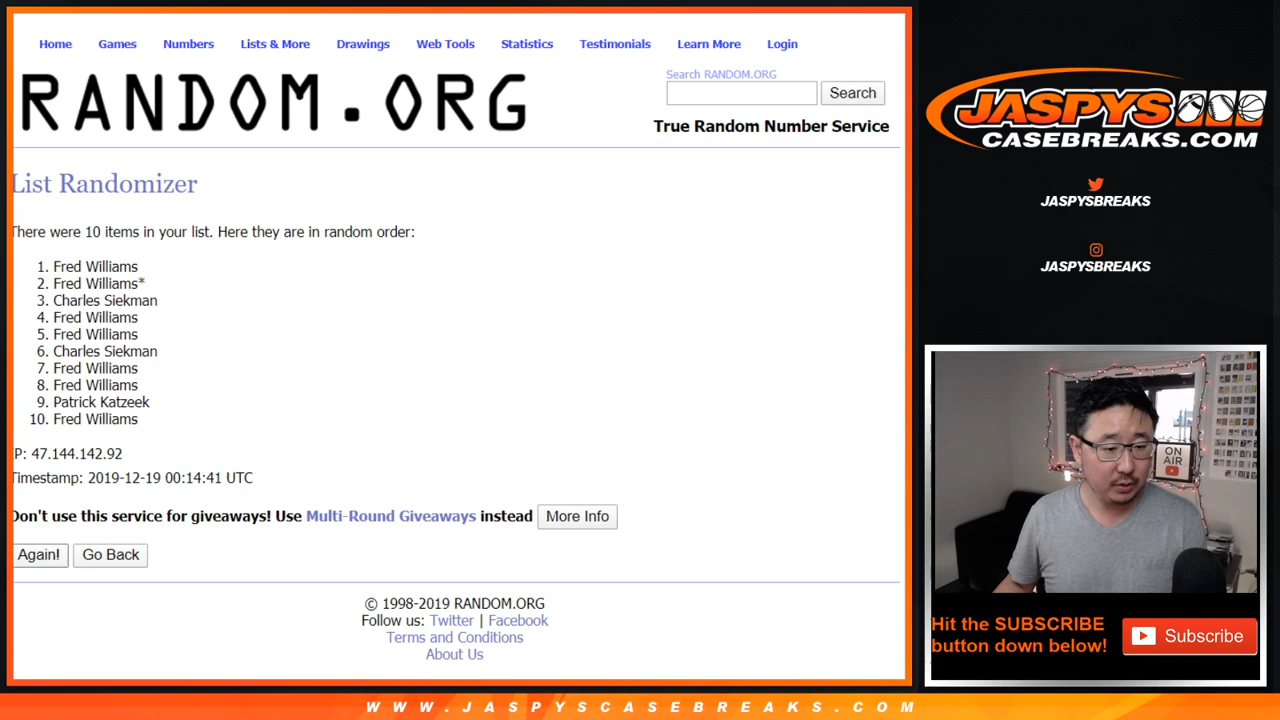 Home Games Numbers Lists & More Drawings Web Tools Statistics Testimonials Learn More Login
RANDOM.ORG
Search RANDOM.ORG
Search
True Random Number Service
List Randomizer
There were 10 items in your list. Here they are in random order:
1. Fred Williams
2. Fred Williams*
3. Charles Siekman
4. Fred Williams
5. Fred Williams
6. Charles Siekman
7. Fred Williams
8. Fred Williams
9. Patrick Katzeek
10. Fred Williams
IP: 47.144.142.92
Timestamp: 2019-12-19 00:14:41 UTC
Don't use this service for giveaways! Use Multi-Round Giveaways instead More Info
Again! Go Back
© 1998-2019 RANDOM.ORG
Follow us: Twitter | Facebook
Terms and Conditions
About Us
JASPYS
CASEBREAKS.COM
JASPYSBREAKS
JASPYSBREAKS
ON
AIR
Hit the SUBSCRIBE
button down below!
Subscribe
WWW.JASPYSCASEBREAKS.COM